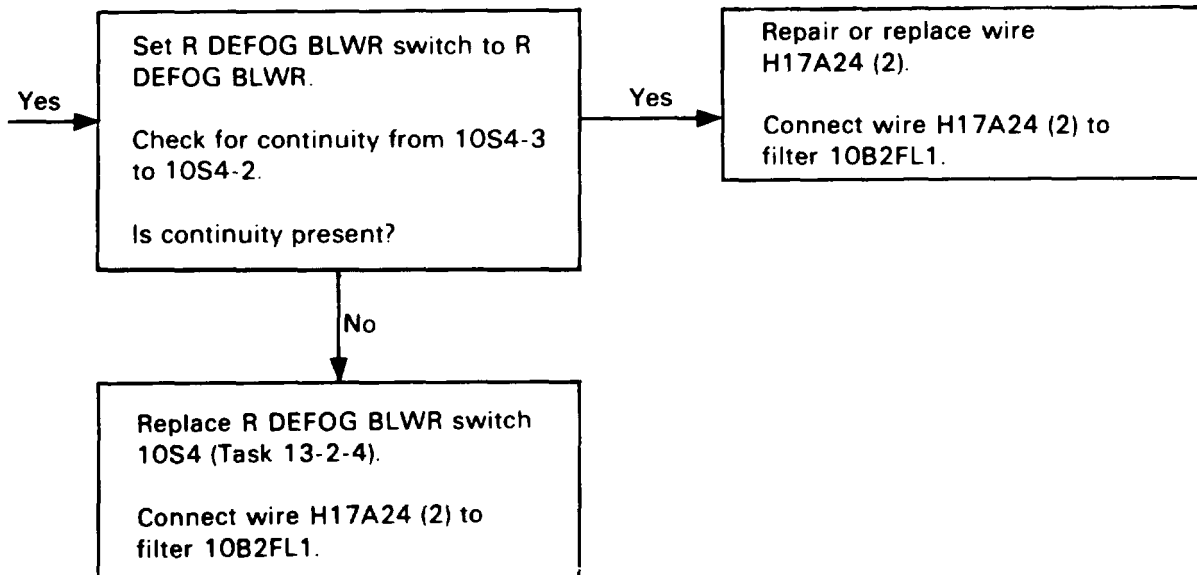 Yes
Set R DEFOG BLWR switch to R
DEFOG BLWR.
Check for continuity from 10S4-3
to 10S4-2.
Is continuity present?
Yes
Repair or replace wire
H17A24 (2).
Connect wire H17A24 (2) to
filter 10B2FL1.
No
Replace R DEFOG BLWR switch
10S4 (Task 13-2-4).
Connect wire H17A24 (2) to
filter 10B2FL1.